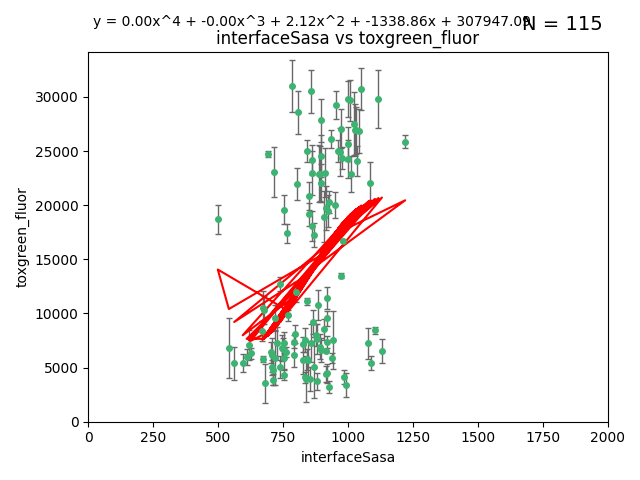 y = 0.00x^4 + -0.00x^3 + 2.12x^2 + -1338.86x + 307947.09
N = 115
interfaceSasa vs toxgreen_fluor
30000
25000
20000
15000
10000
5000
0
toxgreen_fluor
0 250 500 750 1000 1250 1500 1750 2000
interfaceSasa